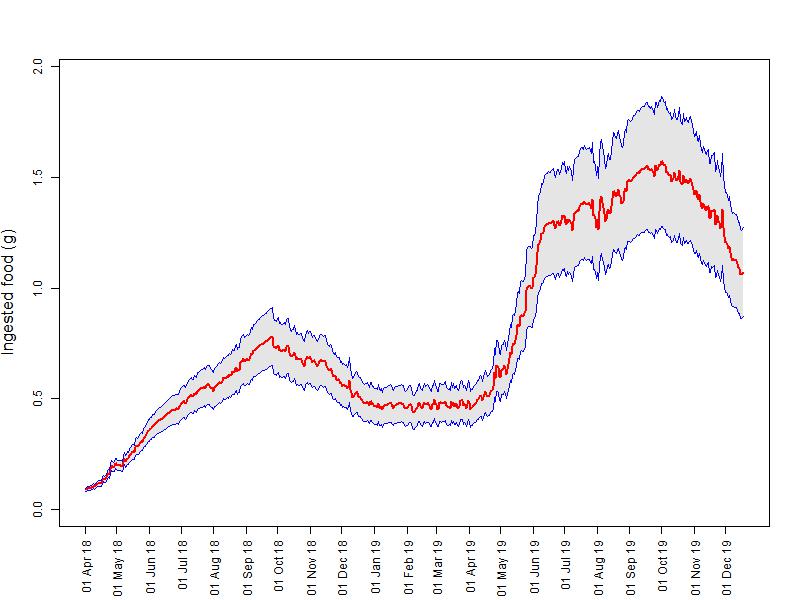 Ingested food (g)
2.0
1.5
1.0
0.5
0.0
01 Apr 18
01 May 18
01 Jun 18
01 Jul 18
01 Aug 18
01 Sep 18
01 Oct 18
01 Nov 18
01 Dec 18
01 Jan 19
01 Feb 19
01 Mar 19
01 Apr 19
01 May 19
01 Jun 19
01 Jul 19
01 Aug 19
01 Sep 19
01 Oct 19
01 Nov 19
01 Dec 19